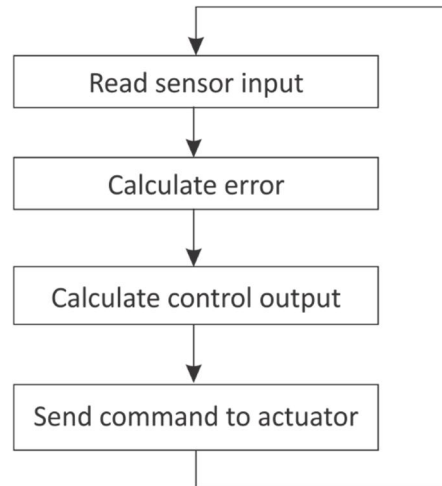 Read sensor input
Calculate error
Calculate control output
Send command to actuator